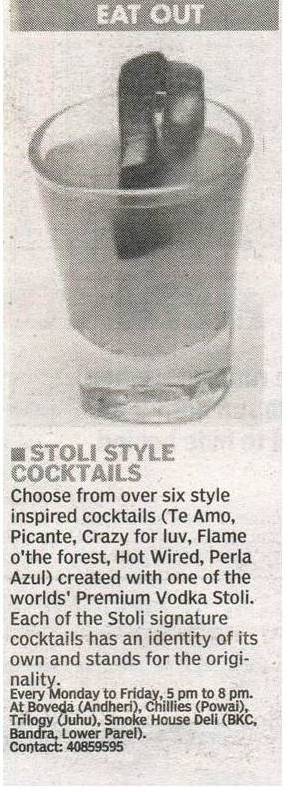 EAT OUT
■ STOLI STYLE
COCKTAILS
Choose from over six style
inspired cocktails (Te Amo,
Picante, Crazy for luv, Flame
o'the forest, Hot Wired, Perla
Azul) created with one of the
worlds' Premium Vodka Stoli.
Each of the Stoli signature
cocktails has an identity of its
own and stands for the origi-
nality.
Every Monday to Friday, 5 pm to 8 pm.
At Boveda (Andheri), Chillies (Powai),
Trilogy (Juhu), Smoke House Deli (BKC,
Bandra, Lower Parel).
Contact: 40859595